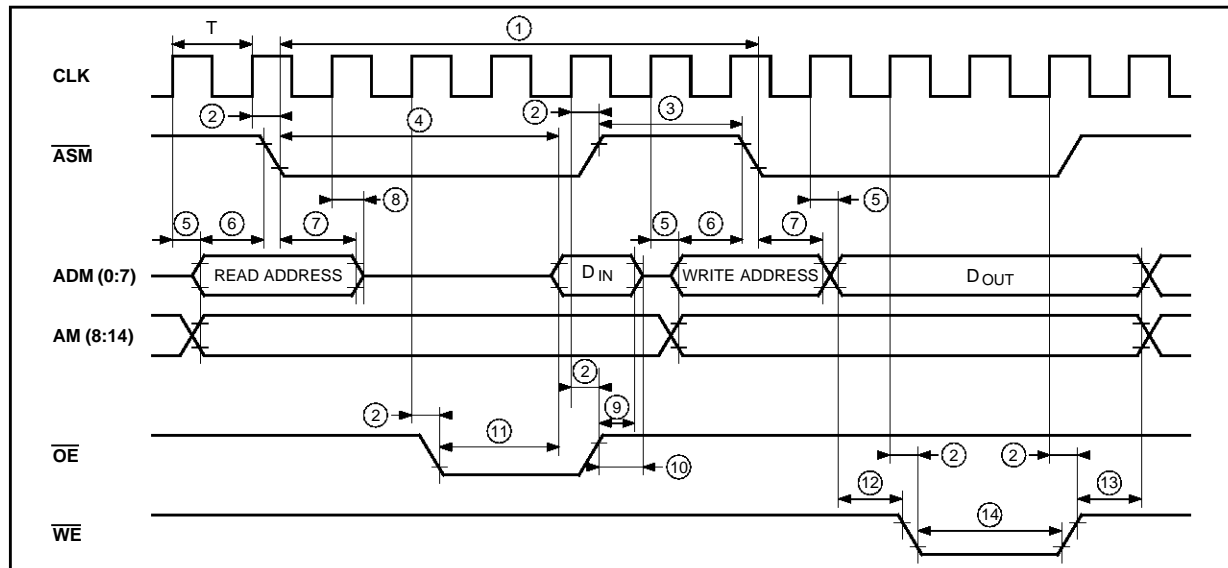 T ①
CLK
② ④ ② ③
ASM
⑧ ⑤
⑤ ⑥ ⑦ ⑤ ⑥ ⑦
ADM (0:7) READ ADDRESS D IN WRITE ADDRESS D OUT
AM (8:14)
②
② ⑪ ⑨
OE ⑩ ② ②
⑫ ⑬
WE ⑭